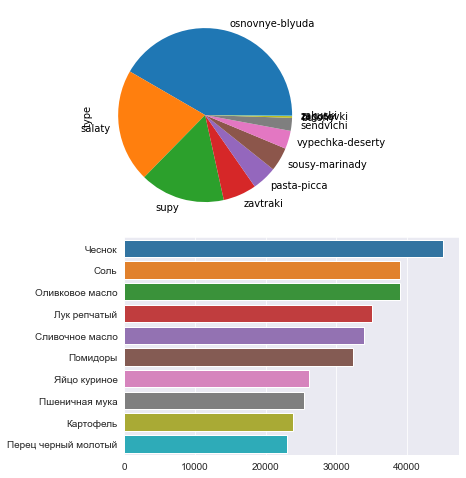 osnovnye-blyuda
type
salaty
zagotovki
sendvichi
vypechka-deserty
sousy-marinady
pasta-picca
zavtraki
supy
Чеснок
Соль
Оливковое масло
Лук репчатый
Сливочное масло
Помидоры
Яйцо куриное
Пшеничная мука
Картофель
Перец черный молотый
0
10000
20000
30000
40000